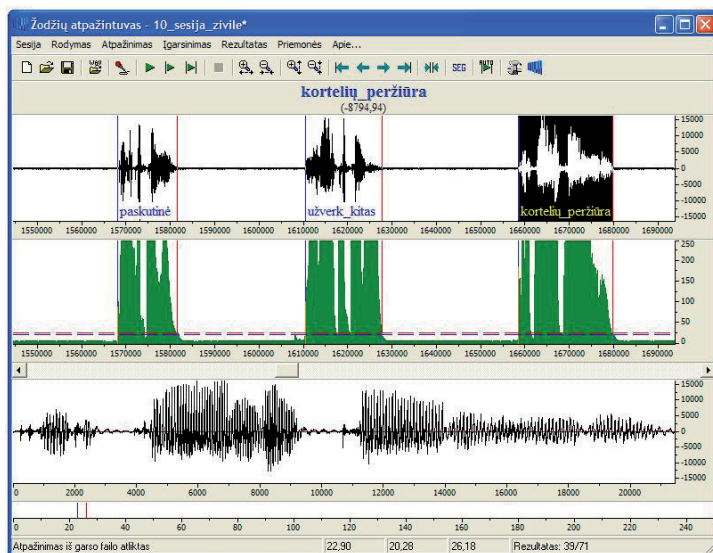 Žodžių atpažintuvas - 10_sesija_zivile*
Sesija Rodymas Atpažinimas Įgarsinimas Rezultatas Priemonės Apie...
SEG AUTO
kortelių_peržiūra
(-8794,94)
15000
10000
5000
0
-5000
-10000
-15000
paskutinė užverk_kitas kortelių_peržiūra
1550000 1560000 1570000 1580000 1590000 1600000 1610000 1620000 1630000 1640000 1650000 1660000 1670000 1680000 1690000
250
200
150
100
50
0
1550000 1560000 1570000 1580000 1590000 1600000 1610000 1620000 1630000 1640000 1650000 1660000 1670000 1680000 1690000
15000
10000
5000
0
-5000
-10000
-15000
0 2000 4000 6000 8000 10000 12000 14000 16000 18000 20000
0 20 40 60 80 100 120 140 160 180 200 220 240
Atpažinimas iš garso failo atliktas 22,90 20,28 26,18 Rezultatas: 39/71